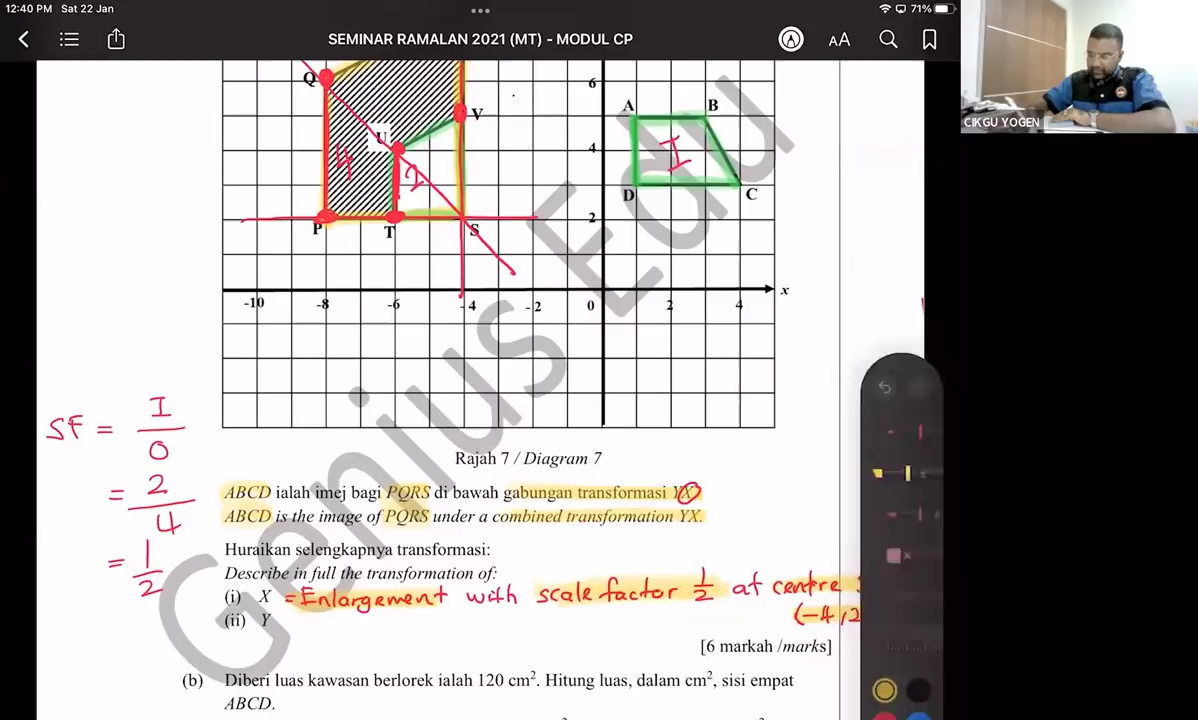 12:40 PM Sat 22 Jan
71%
SEMINAR RAMALAN 2021 (MT) - MODUL CP
AA
CIKGU YOGEN
Q
6
V
A
B
U
4
I
4
2
D
C
2
P
T
S
-10
-8
-6
-4
-2
0
2
4
x
Genius Edu
SF = I
0
= 2
4
= 1
2
Rajah 7 / Diagram 7
ABCD ialah imej bagi PQRS di bawah gabungan transformasi YX
ABCD is the image of PQRS under a combined transformation YX.
Huraikan selengkapnya transformasi:
Describe in full the transformation of:
(i) X = Enlargement with scale factor 1/2 at centre
(-4,2
(ii) Y
[6 markah /marks]
(b) Diberi luas kawasan berlorek ialah 120 cm². Hitung luas, dalam cm², sisi empat
ABCD.